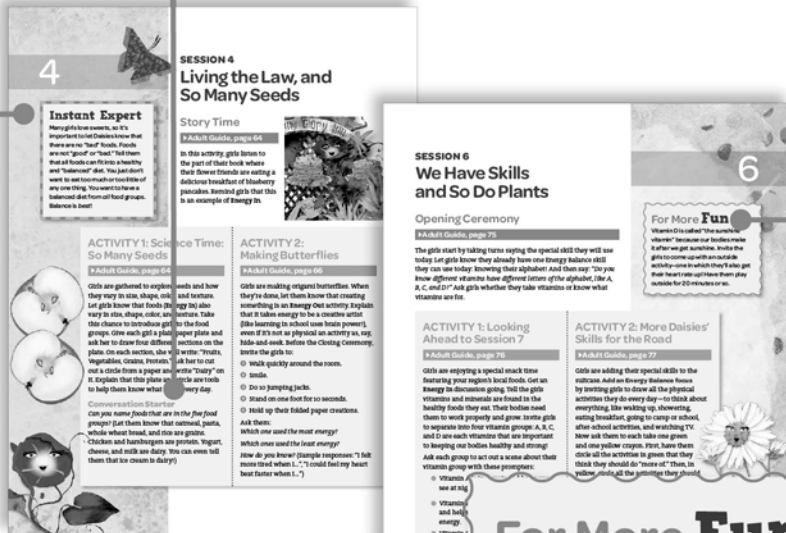 4
Instant Expert
Many girls love sweets, so it's
important to let Daisies know that
there are no "bad" foods. Foods
are not "good" or "bad." Tell them
that all foods can fit into a healthy
and "balanced" diet. You just don't
want to eat too much or too little of
any one thing. You want to have a
balanced diet from all food groups.
Balance is best!
SESSION 4
Living the Law, and
So Many Seeds
Story Time
Adult Guide, page 64
In this activity, girls listen to
the part of their book where
their flower friends are eating a
delicious breakfast of blueberry
pancakes. Remind girls that this
is an example of Energy In.
ACTIVITY 1: Science Time:
So Many Seeds
Adult Guide, page 64
Girls are gathered to explore seeds and how
they vary in size, shape, color, and texture.
Let girls know that foods (Energy In) also
vary in size, shape, color, and texture. Take
this chance to introduce girls to the food
groups. Give each girl a plain paper plate and
ask her to draw four different sections on the
plate. On each section, she will write: "Fruits,
Vegetables, Grains, Protein." Ask her to cut
out a circle from a paper and write "Dairy" on
it. Explain that this plate and circle are tools
to help them know what every day.
Conversation Starter
Can you name foods that are in the five food
groups? (Let them know that oatmeal, pasta,
whole wheat bread, and rice are grains.
Chicken and hamburgers are protein. Yogurt,
cheese, and milk are dairy. You can even tell
them that ice cream is dairy!)
ACTIVITY 2:
Making Butterflies
Adult Guide, page 66
Girls are making origami butterflies. When
they're done, let them know that creating
something is an Energy Out activity. Explain
that it takes energy to be a creative artist
(like learning in school uses brain power!),
even if it's not as physical an activity as, say,
hide-and-seek. Before the Closing Ceremony,
invite the girls to:
Walk quickly around the room.
Smile.
Do 10 jumping jacks.
Stand on one foot for 10 seconds.
Hold up their folded paper creations.
Ask them:
Which one used the most energy?
Which ones used the least energy?
How do you know? (Sample responses: "I felt
more tired when I...", "I could feel my heart
beat faster when I...")
SESSION 6
We Have Skills
and So Do Plants
6
For More Fun
Vitamin D is called "the sunshine
vitamin" because our bodies make
it after we get sunshine. Invite the
girls to come up with an outside
activity–one in which they'll also get
their heart rate up! Have them play
outside for 20 minutes or so.
Opening Ceremony
Adult Guide, page 75
The girls start by taking turns saying the special skill they will use
today. Let girls know they already have one Energy Balance skill
they can use today: knowing their alphabet! And then say: "Do you
know different vitamins have different letters of the alphabet, like A,
B, C, and D?" Ask girls whether they take vitamins or know what
vitamins are for.
ACTIVITY 1: Looking
Ahead to Session 7
Adult Guide, page 76
Girls are enjoying a special snack time
featuring your region's local foods. Get an
Energy In discussion going. Tell the girls
vitamins and minerals are found in the
healthy foods they eat. Their bodies need
them to work properly and grow. Invite girls
to separate into four vitamin groups: A, B, C,
and D are each vitamins that are important
to keeping our bodies healthy and strong!
Ask each group to act out a scene about their
vitamin group with these prompters:
Vitamin
see at nig
Vitamins
and help
energy.
ACTIVITY 2: More Daisies'
Skills for the Road
Adult Guide, page 77
Girls are adding their special skills to the
suitcase. Add an Energy Balance focus
by inviting girls to draw all the physical
activities they do every day—to think about
everything, like waking up, showering,
eating breakfast, going to camp or school,
after-school activities, and watching TV.
Now ask them to each take one green
and one yellow crayon. First, have them
circle all the activities in green that they
think they should do "more of." Then, in
yellow, circle all the activities they should
For More Fun